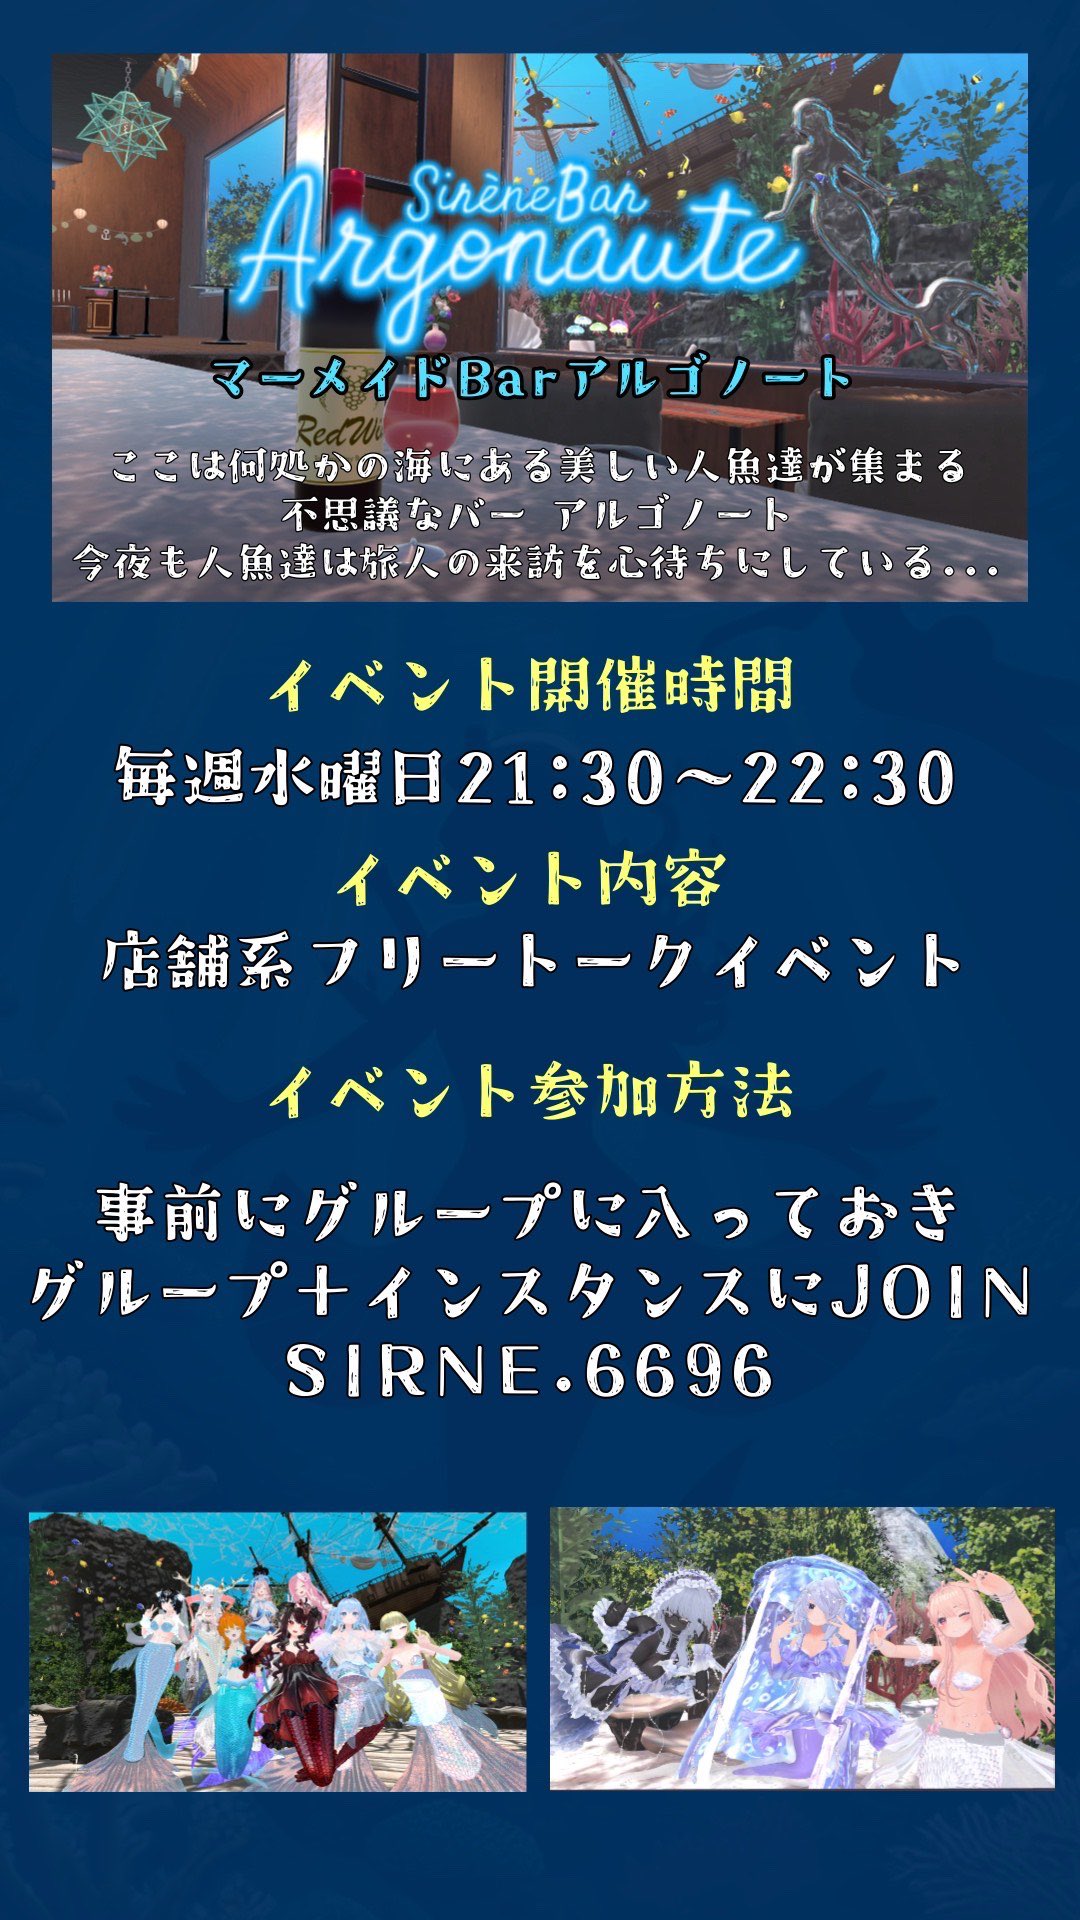 SirèneBar
Argonaute
マーメイドBarアルゴノート
RedWi
ここは何処かの海にある美しい人魚達が集まる
不思議なバー アルゴノート
今夜も人魚達は旅人の来訪を心待ちにしている...
イベント開催時間
毎週水曜日21:30～22:30
イベント内容
店舗系フリートークイベント
イベント参加方法
事前にグループに入っておき
グループ＋インスタンスにJOIN
SIRNE.6696